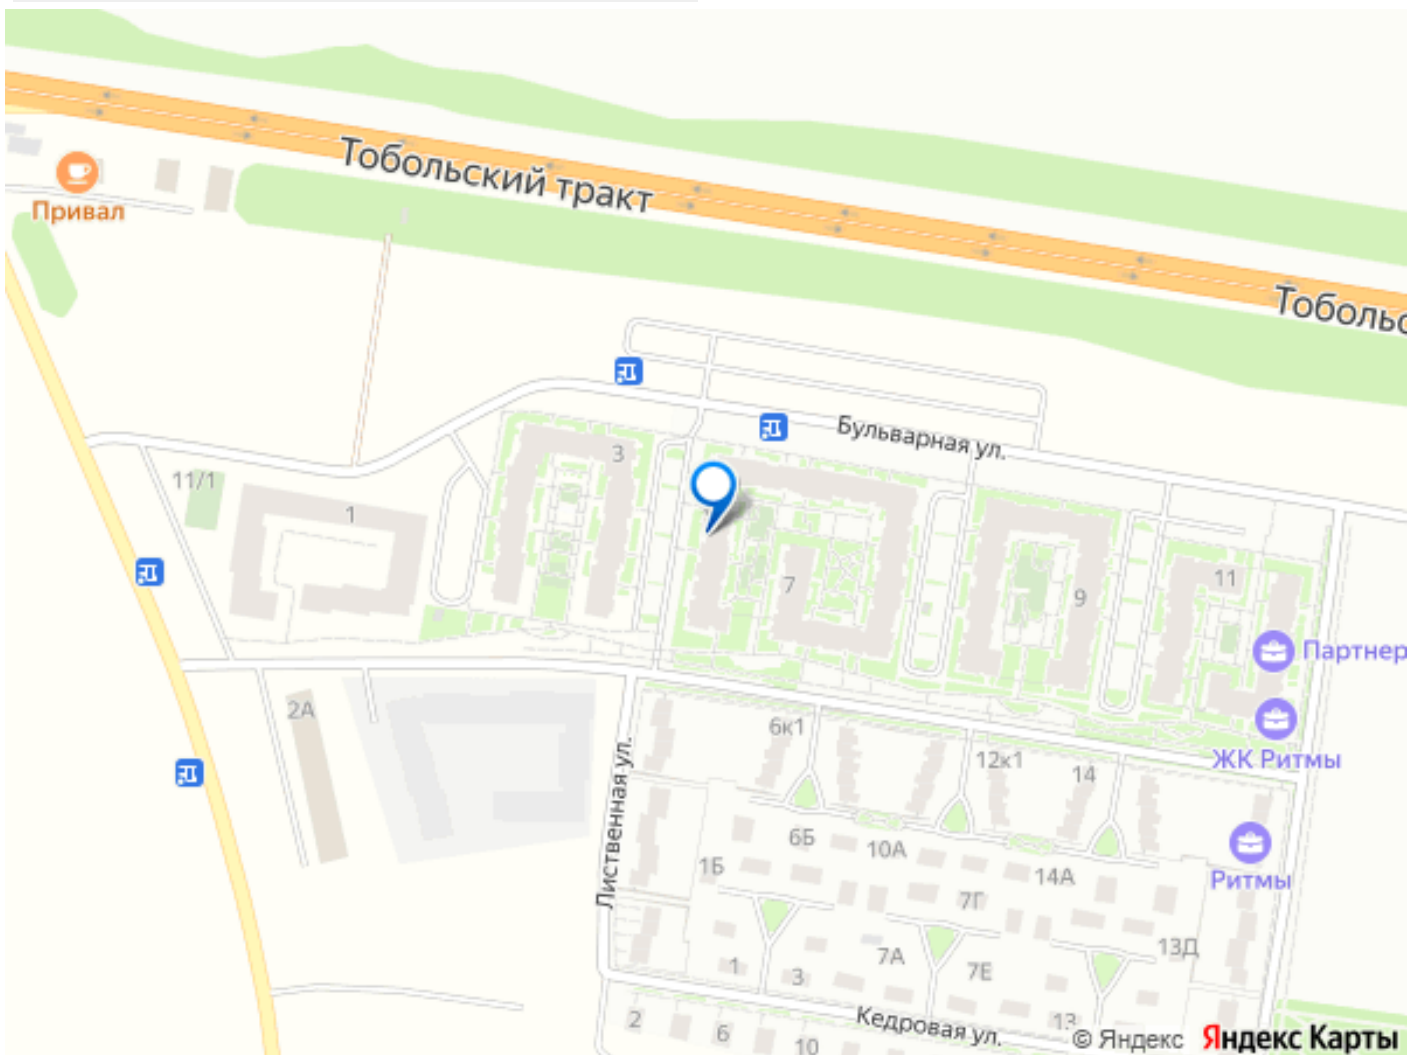 Тобольский тракт
Привал
Тобольс
Бульварная ул.
3
11/1
1
7
9
11
Партнер
2А
6к1
12к1
14
ЖК Ритмы
Лиственная ул.
6Б
10А
1Б
14А
Ритмы
7Г
13Д
7А
7Е
1
3
13
2
6
10
Кедровая ул.
© Яндекс Яндекс Карты